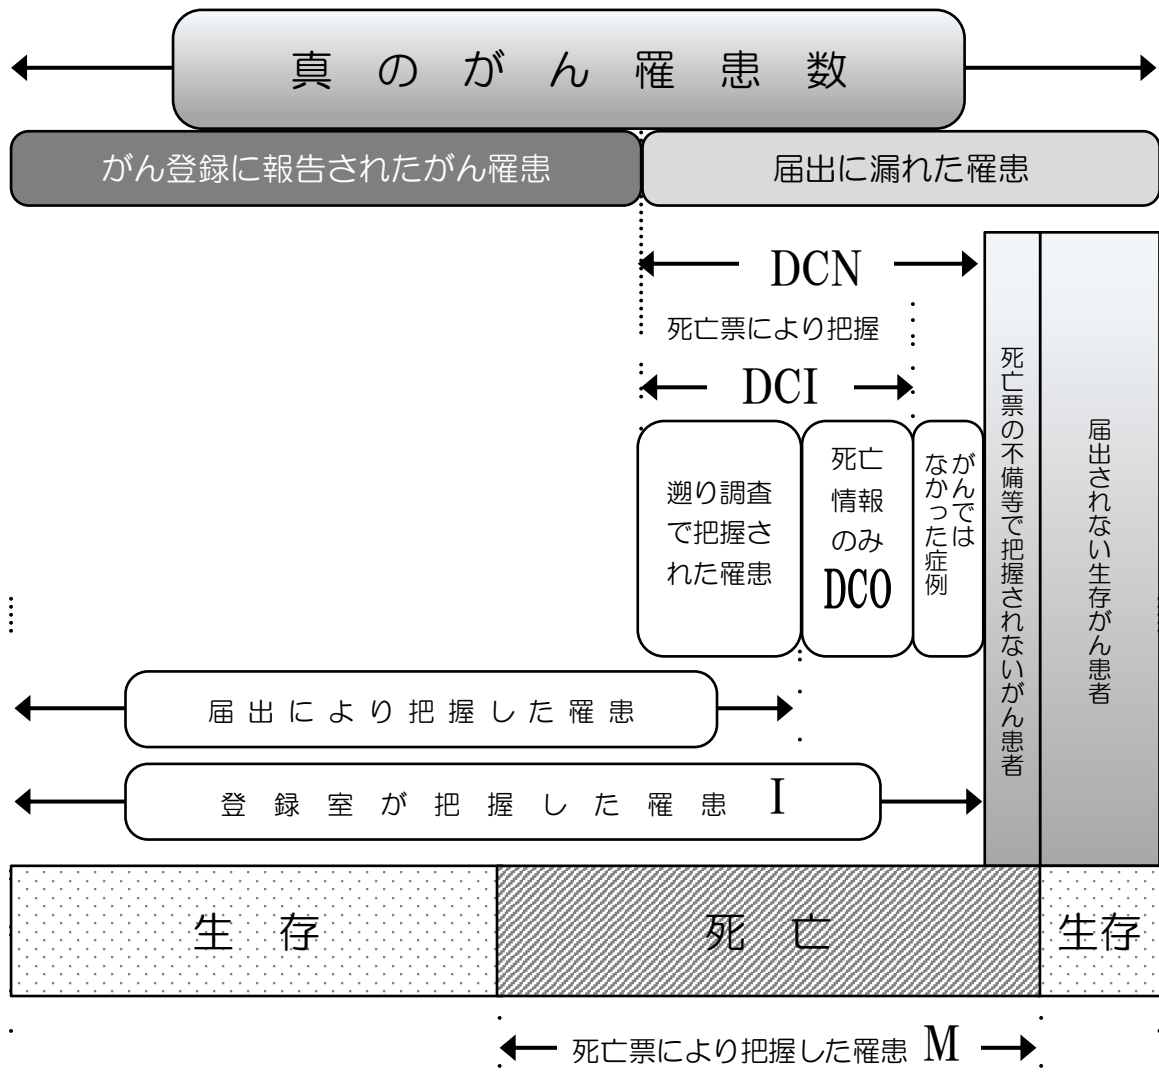 真のがん罹患数
がん登録に報告されたがん罹患
届出に漏れた罹患
DCN
死亡票により把握
DCI
遡り調査
で把握さ
れた罹患
死亡
情報
のみ
DCO
がんでは
なかった症例
死亡票の不備等で把握されないがん患者
届出されない生存がん患者
届出により把握した罹患
登録室が把握した罹患 I
生存
死亡
生存
死亡票により把握した罹患 M